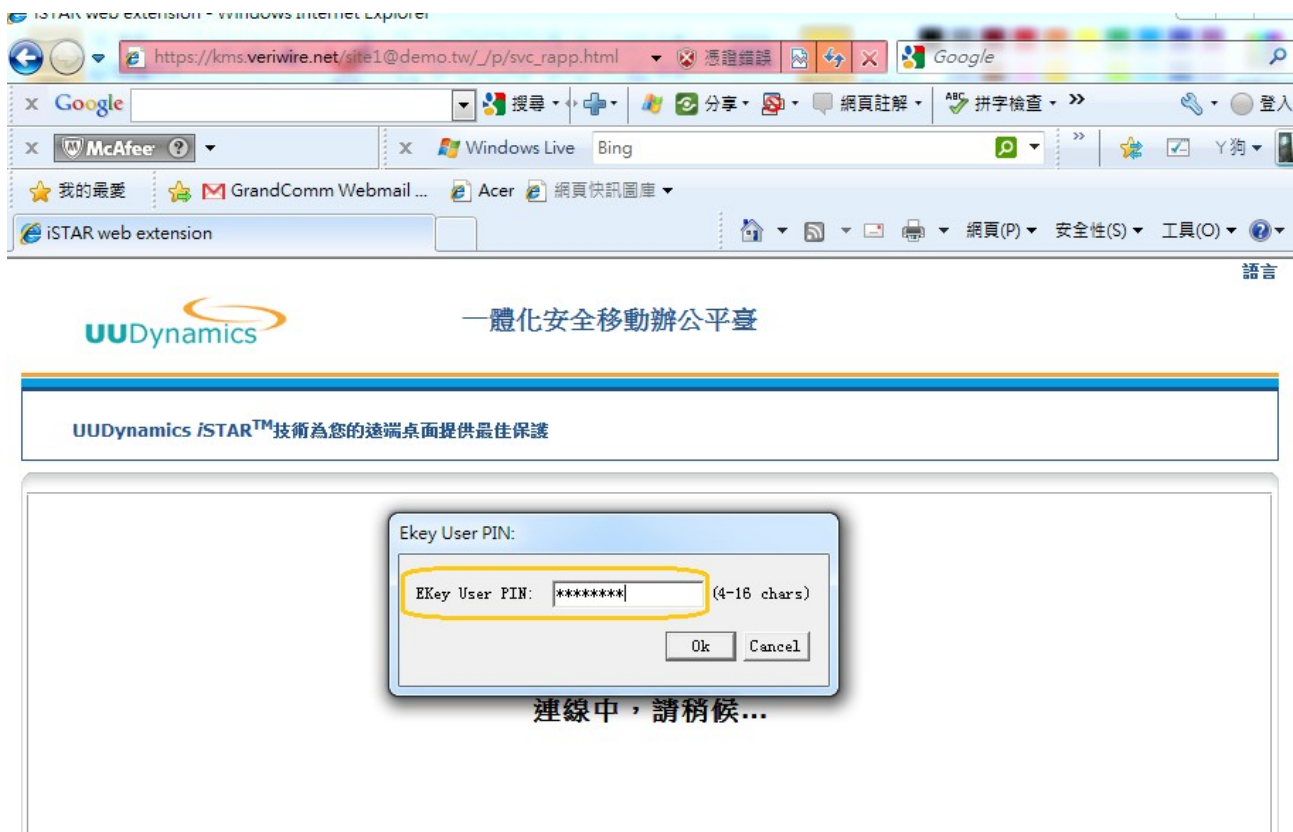 iSTAR web extension - Windows Internet Explorer
https://kms.veriwire.net/site1@demo.tw/_/p/svc_rapp.html 憑證錯誤 Google
x Google 搜尋 分享 網頁註解 ABC 拼字檢查 » 登入
x McAfee ? x Windows Live Bing » Y狗
我的最愛 GrandComm Webmail ... Acer 網頁快訊圖庫
iSTAR web extension 網頁(P) 安全性(S) 工具(O)
語言
UUDynamics 一體化安全移動辦公平臺
UUDynamics iSTAR™技術為您的遠端桌面提供最佳保護
Ekey User PIN:
EKey User PIN: ******** (4-16 chars)
Ok Cancel
連線中，請稍候...